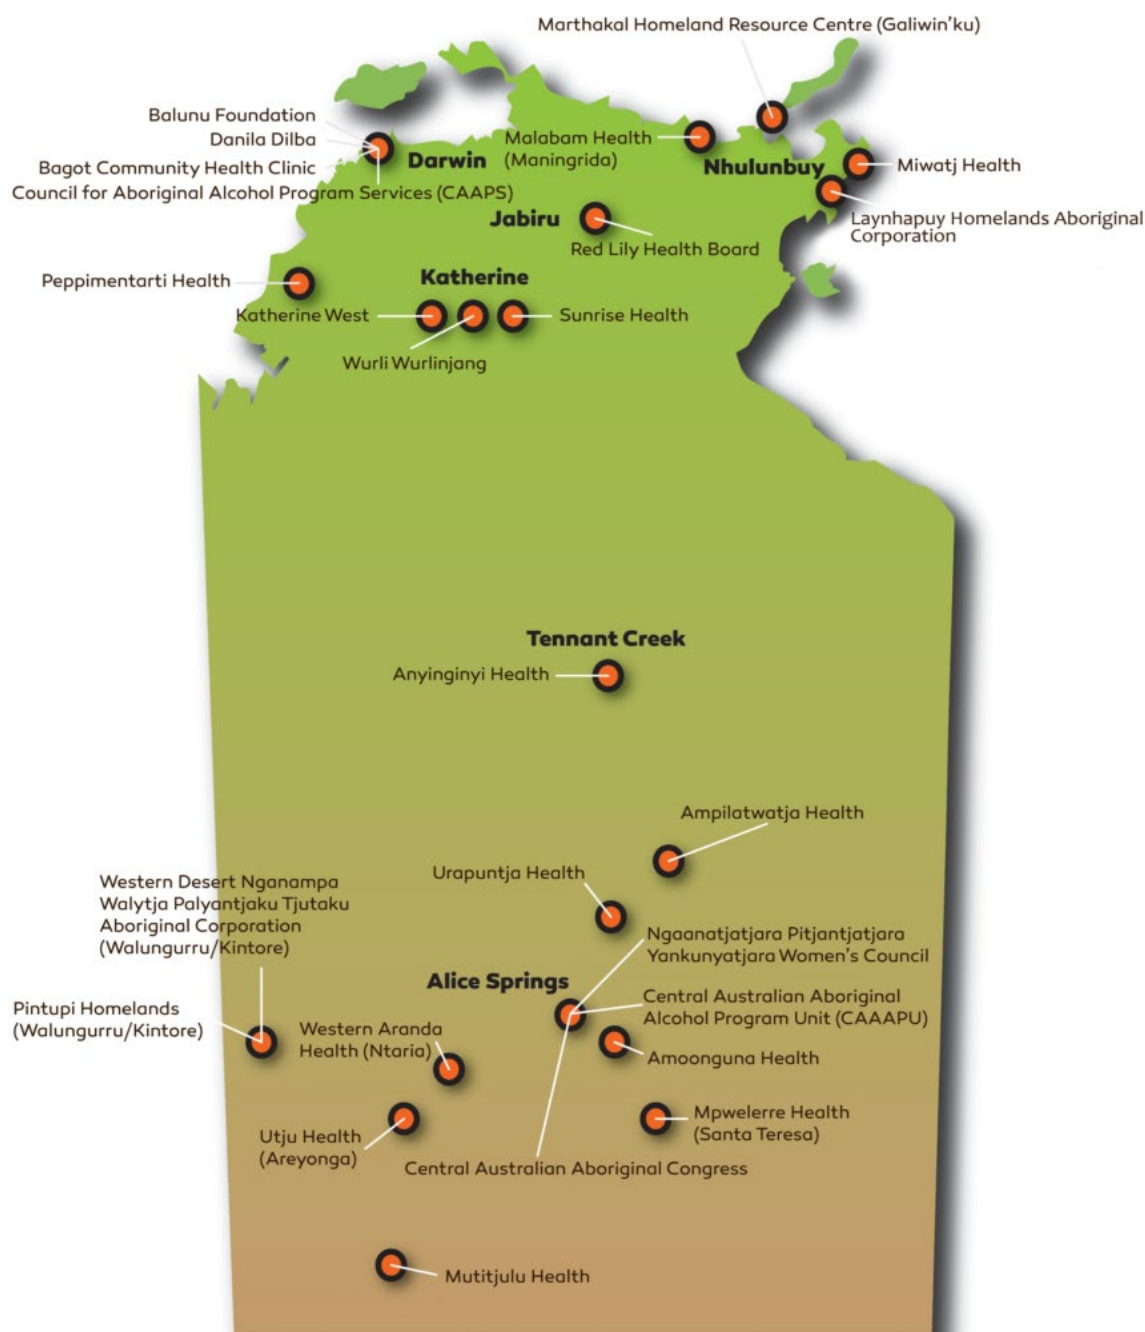 Marthakal Homeland Resource Centre (Galiwin'ku)
Balunu Foundation
Danila Dilba
Bagot Community Health Clinic
Council for Aboriginal Alcohol Program Services (CAAPS)
Darwin
Malabam Health
(Maningrida)
Nhulunbuy
Miwatj Health
Laynhapuy Homelands Aboriginal
Corporation
Jabiru
Red Lily Health Board
Peppimentarti Health
Katherine
Katherine West
Sunrise Health
Wurli Wurlinjang
Tennant Creek
Anyinginyi Health
Ampilatwatja Health
Urapuntja Health
Western Desert Nganampa
Walytja Palyantjaku Tjutaku
Aboriginal Corporation
(Walungurru/Kintore)
Ngaanatjatjara Pitjantjatjara
Yankunyatjara Women's Council
Alice Springs
Central Australian Aboriginal
Alcohol Program Unit (CAAAPU)
Pintupi Homelands
(Walungurru/Kintore)
Western Aranda
Health (Ntaria)
Amoonguna Health
Mpwelerre Health
(Santa Teresa)
Utju Health
(Areyonga)
Central Australian Aboriginal Congress
Mutitjulu Health